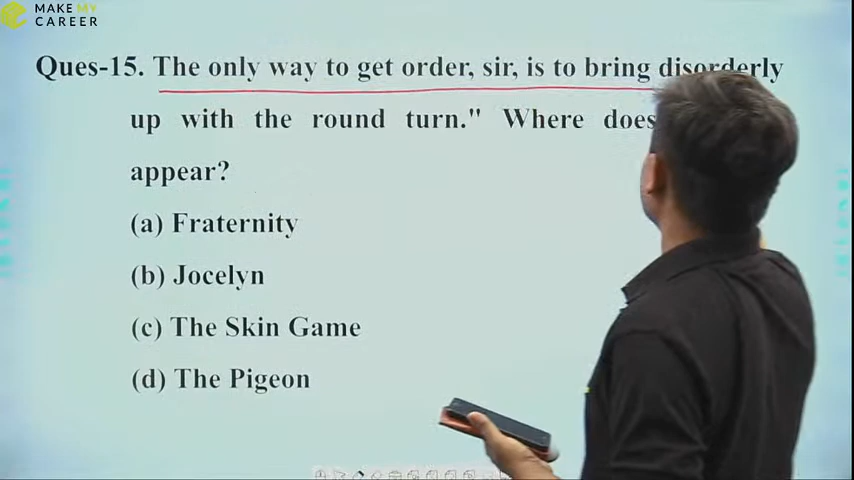 MAKE MY
CAREER
Ques-15. The only way to get order, sir, is to bring disorderly
up with the round turn." Where does
appear?
(a) Fraternity
(b) Jocelyn
(c) The Skin Game
(d) The Pigeon